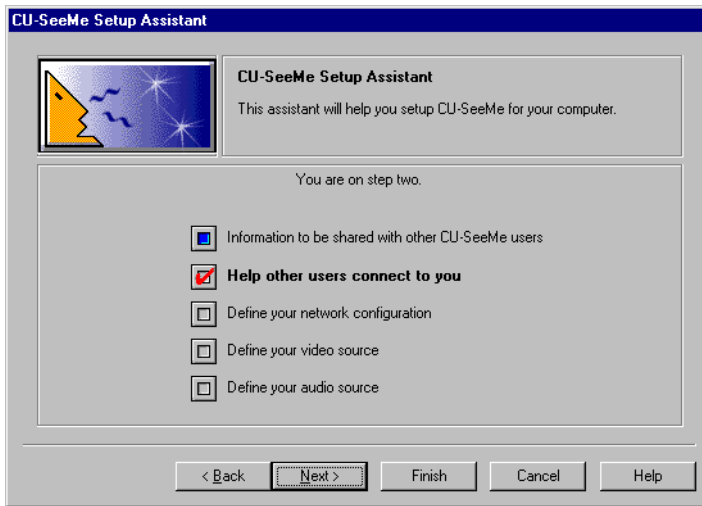 CU-SeeMe Setup Assistant
CU-SeeMe Setup Assistant
This assistant will help you setup CU-SeeMe for your computer.
You are on step two.
Information to be shared with other CU-SeeMe users
Help other users connect to you
Define your network configuration
Define your video source
Define your audio source
< Back Next > Finish Cancel Help